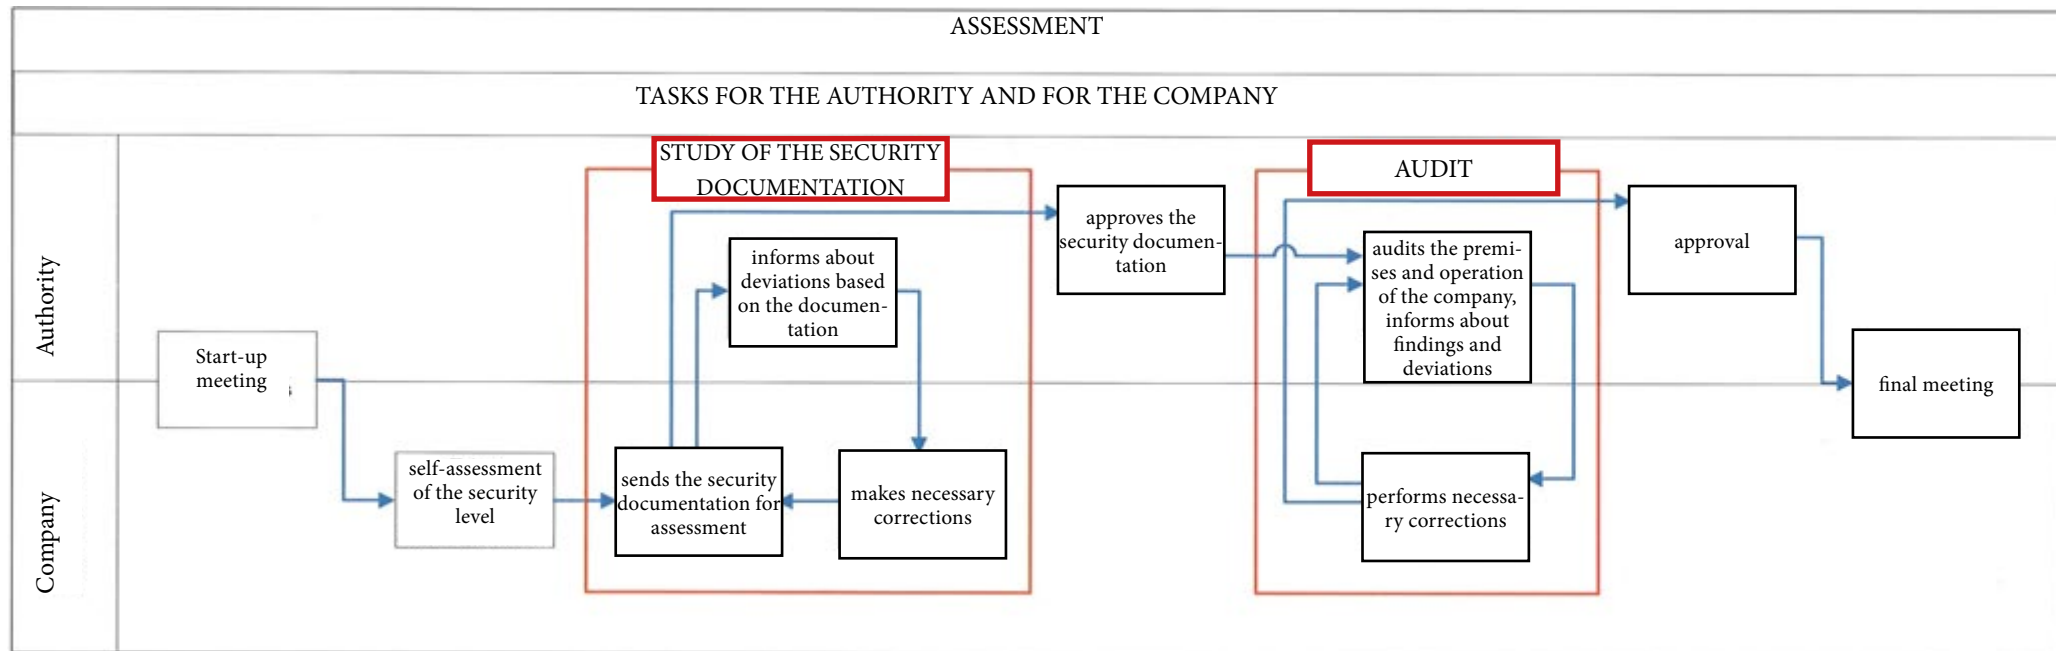 ASSESSMENT
TASKS FOR THE AUTHORITY AND FOR THE COMPANY
Authority
Company
Start-up
meeting
self-assessment
of the security
level
STUDY OF THE SECURITY
DOCUMENTATION
informs about
deviations based
on the documen-
tation
sends the security
documentation for
assessment
makes necessary
corrections
approves the
security documen-
tation
AUDIT
audits the premi-
ses and operation
of the company,
informs about
findings and
deviations
performs necessa-
ry corrections
approval
final meeting